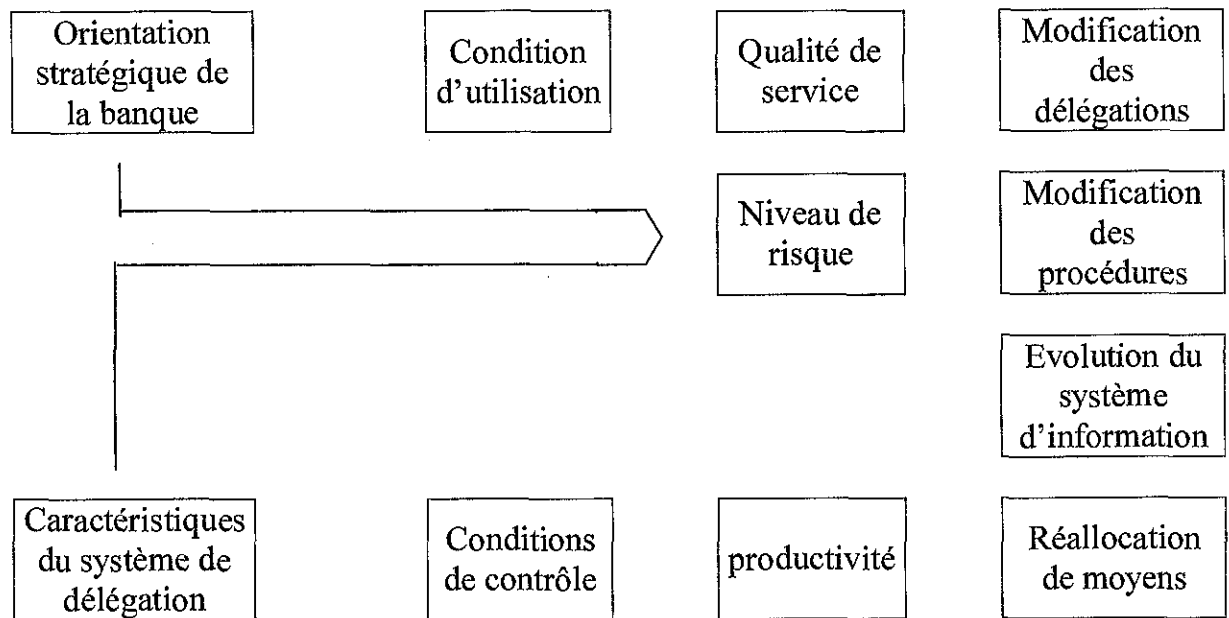 Orientation
stratégique de
la banque
Condition
d'utilisation
Qualité de
service
Modification
des
délégations
Niveau de
risque
Modification
des
procédures
Evolution du
système
d'information
Caractéristiques
du système de
délégation
Conditions
de contrôle
productivité
Réallocation
de moyens